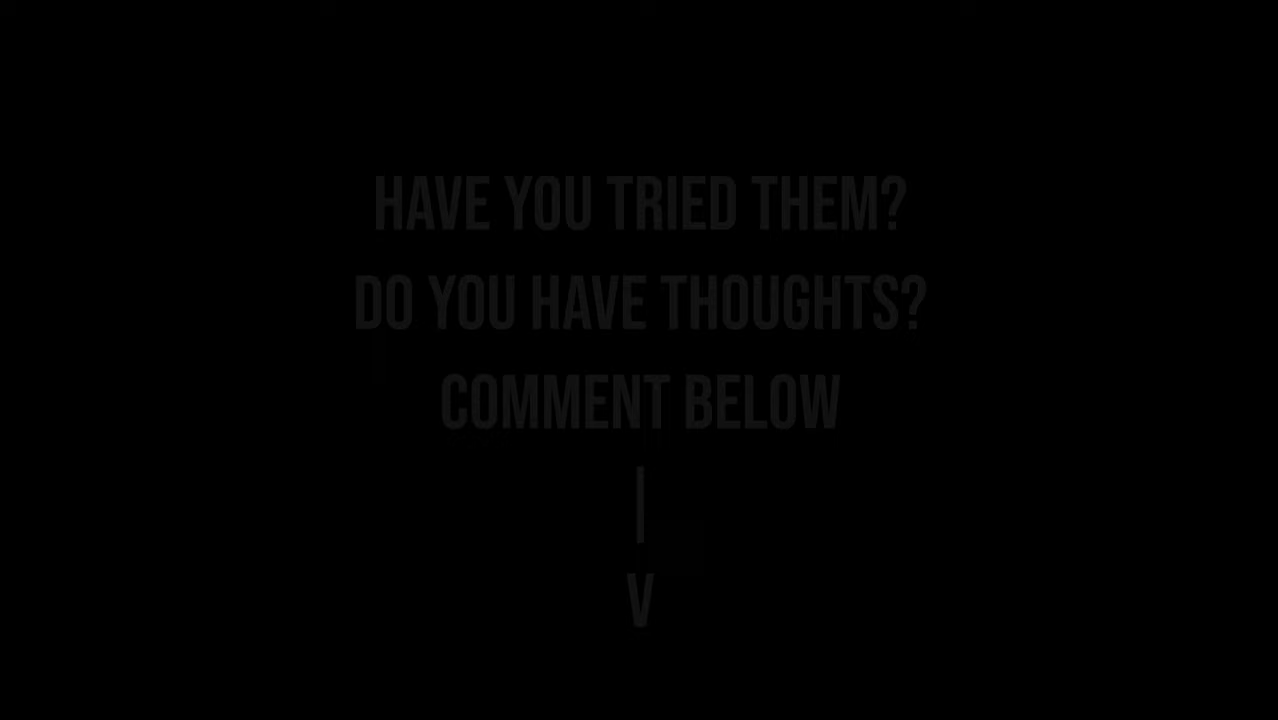 HAVE YOU TRIED THEM?
DO YOU HAVE THOUGHTS?
COMMENT BELOW
|
V